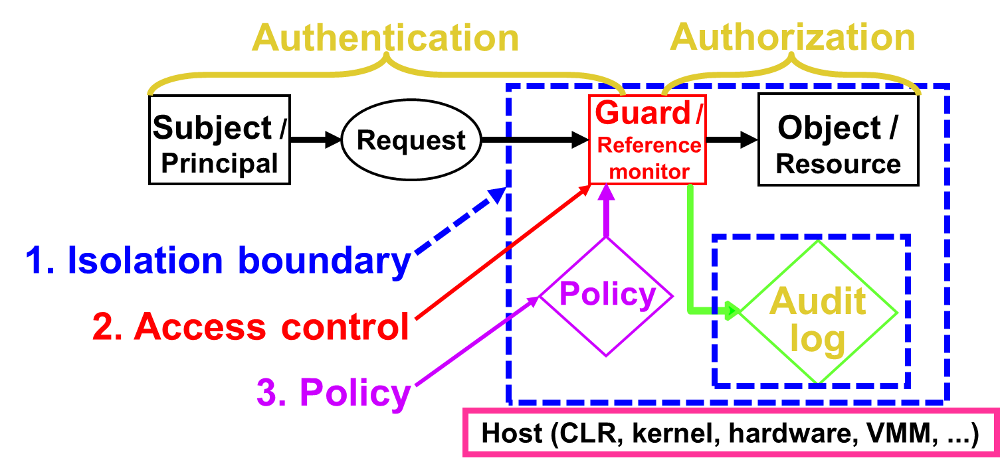 Authentication
Authorization
Subject /
Principal
Request
Guard /
Reference
monitor
Object /
Resource
1. Isolation boundary
2. Access control
3. Policy
Policy
Audit
log
Host (CLR, kernel, hardware, VMM, ...)